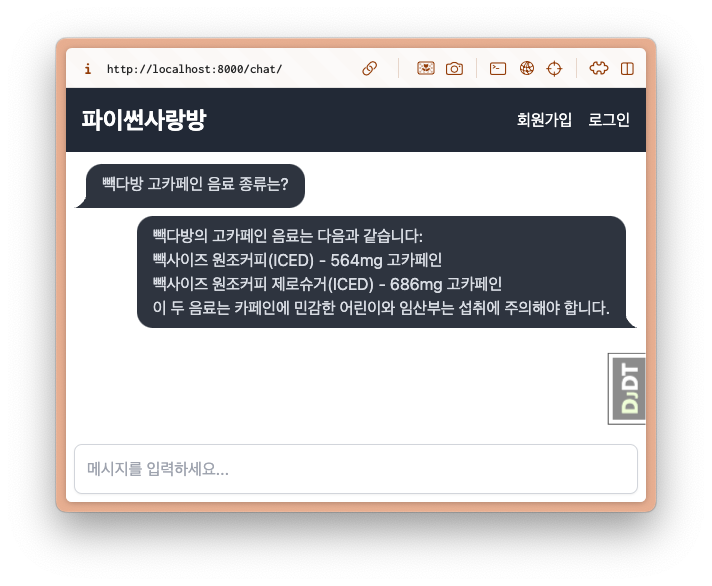 http://localhost:8000/chat/
파이썬사랑방
회원가입 로그인
빽다방 고카페인 음료 종류는?
빽다방의 고카페인 음료는 다음과 같습니다:
빽사이즈 원조커피(ICED) - 564mg 고카페인
빽사이즈 원조커피 제로슈거(ICED) - 686mg 고카페인
이 두 음료는 카페인에 민감한 어린이와 임산부는 섭취에 주의해야 합니다.
DJDT
메시지를 입력하세요...